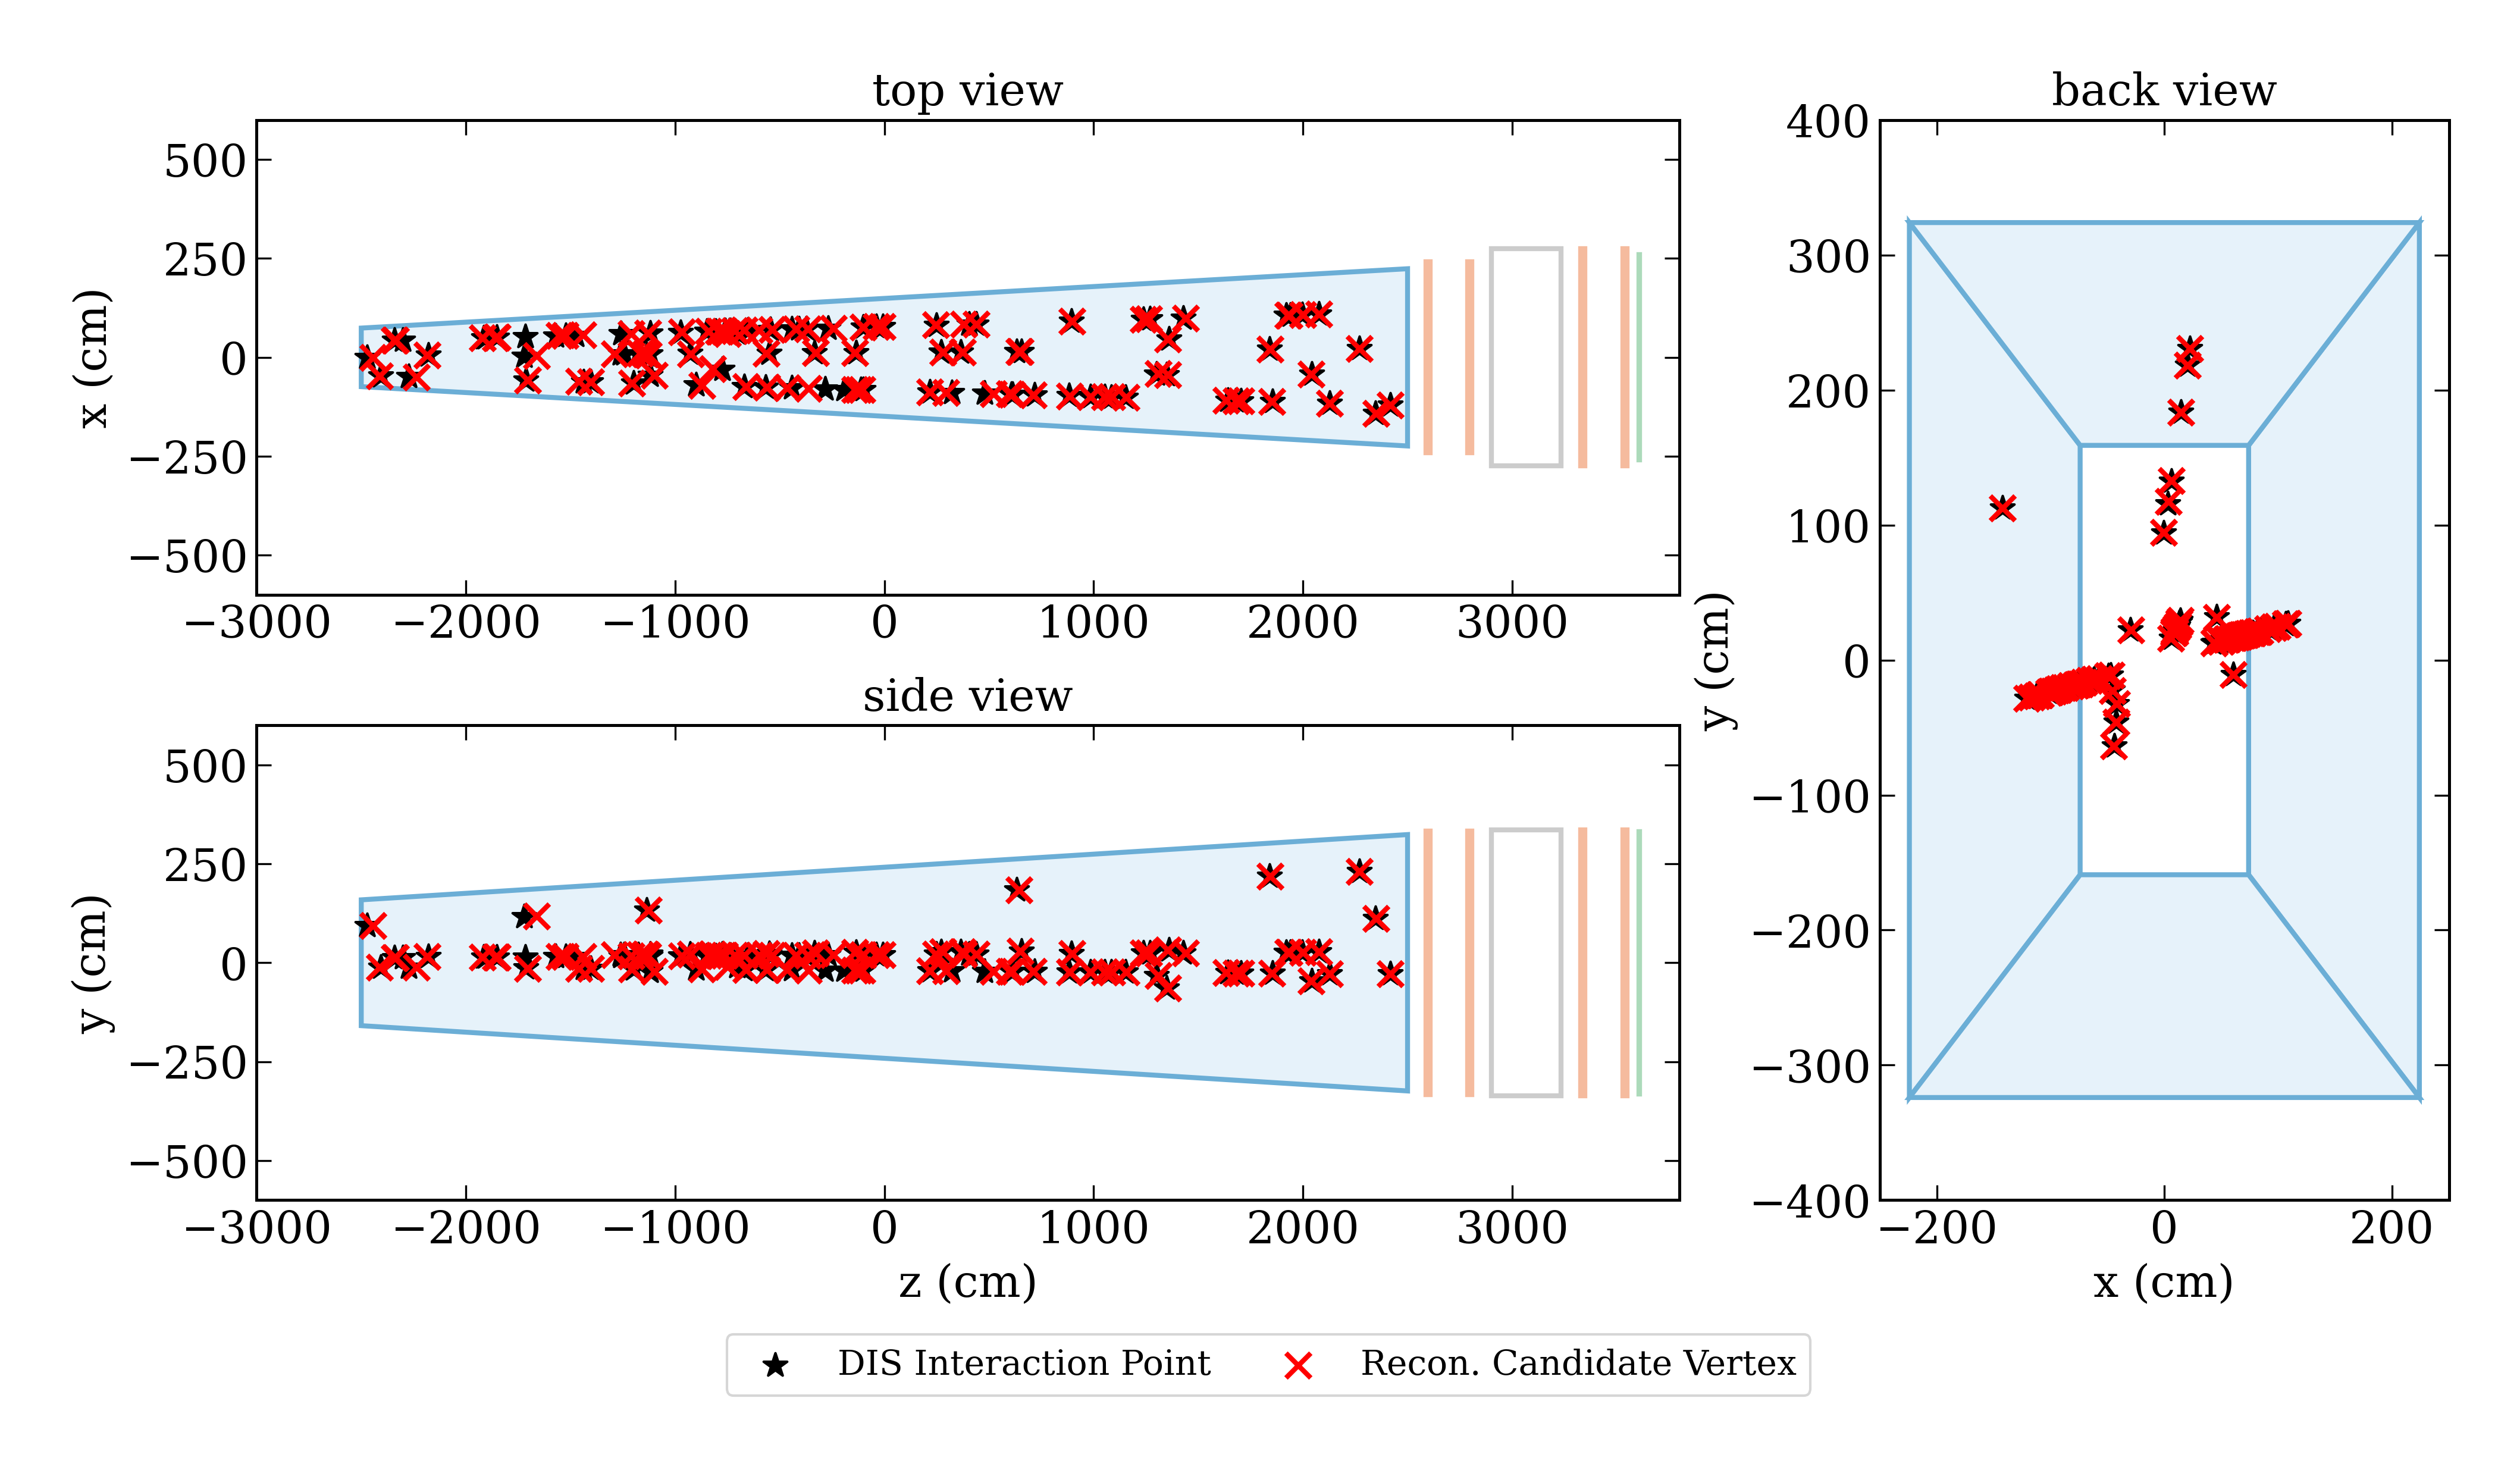 top view
x (cm)
500
250
0
−250
−500
−3000 −2000 −1000 0 1000 2000 3000
side view
y (cm)
500
250
0
−250
−500
−3000 −2000 −1000 0 1000 2000 3000
z (cm)
back view
y (cm)
400
300
200
100
0
−100
−200
−300
−400
−200 0 200
x (cm)
DIS Interaction Point Recon. Candidate Vertex